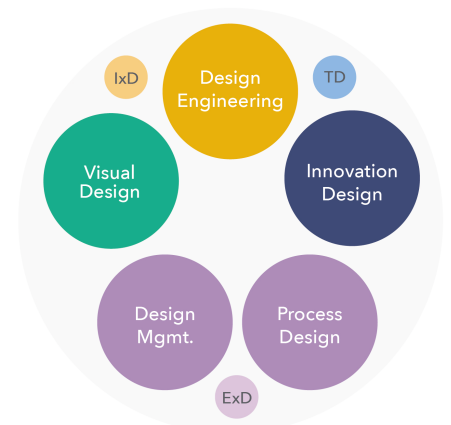 IxD
Design
Engineering
TD
Visual
Design
Innovation
Design
Design
Mgmt.
Process
Design
ExD